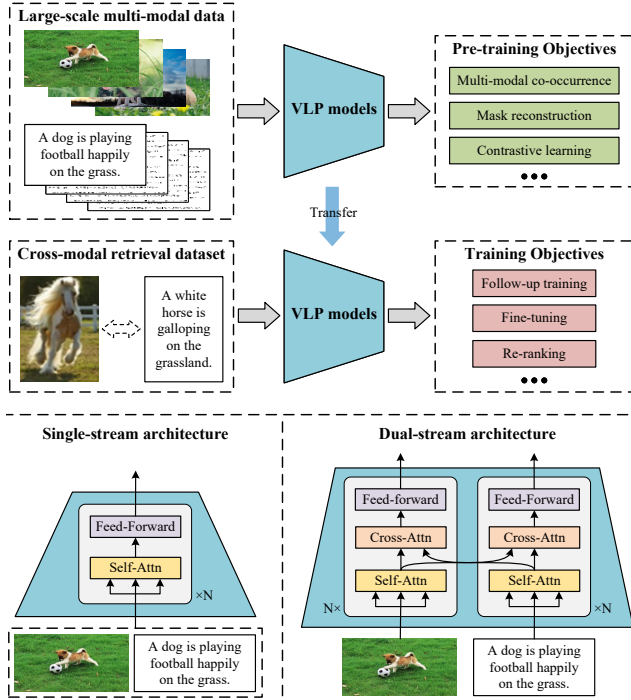 Large-scale multi-modal data
A dog is playing
football happily
on the grass.
VLP models
Pre-training Objectives
Multi-modal co-occurrence
Mask reconstruction
Contrastive learning
Transfer
Cross-modal retrieval dataset
A white
horse is
galloping
on the
grassland.
VLP models
Training Objectives
Follow-up training
Fine-tuning
Re-ranking
Single-stream architecture
Feed-Forward
Self-Attn
×N
A dog is playing
football happily
on the grass.
Dual-stream architecture
Feed-forward
Feed-Forward
Cross-Attn
Cross-Attn
Self-Attn
Self-Attn
N×
×N
A dog is playing
football happily
on the grass.